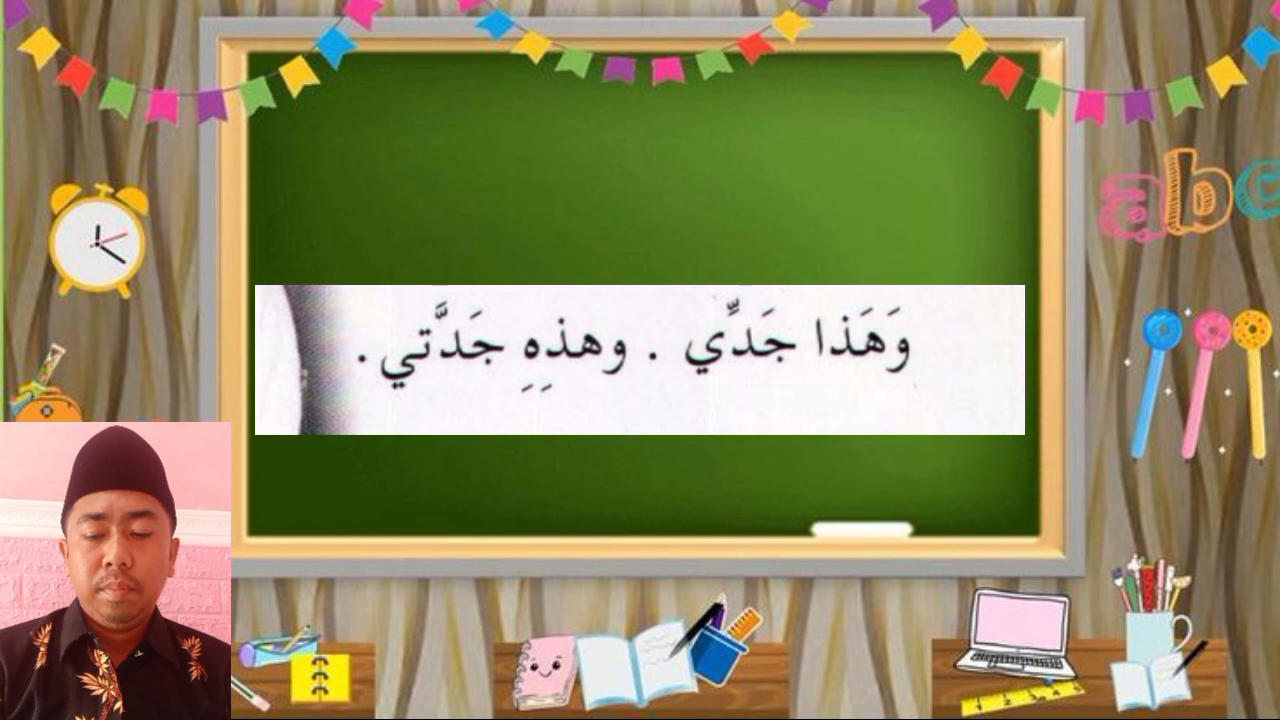 وَهَذا جَدِّي . وهذِهِ جَدَّتي .
abc